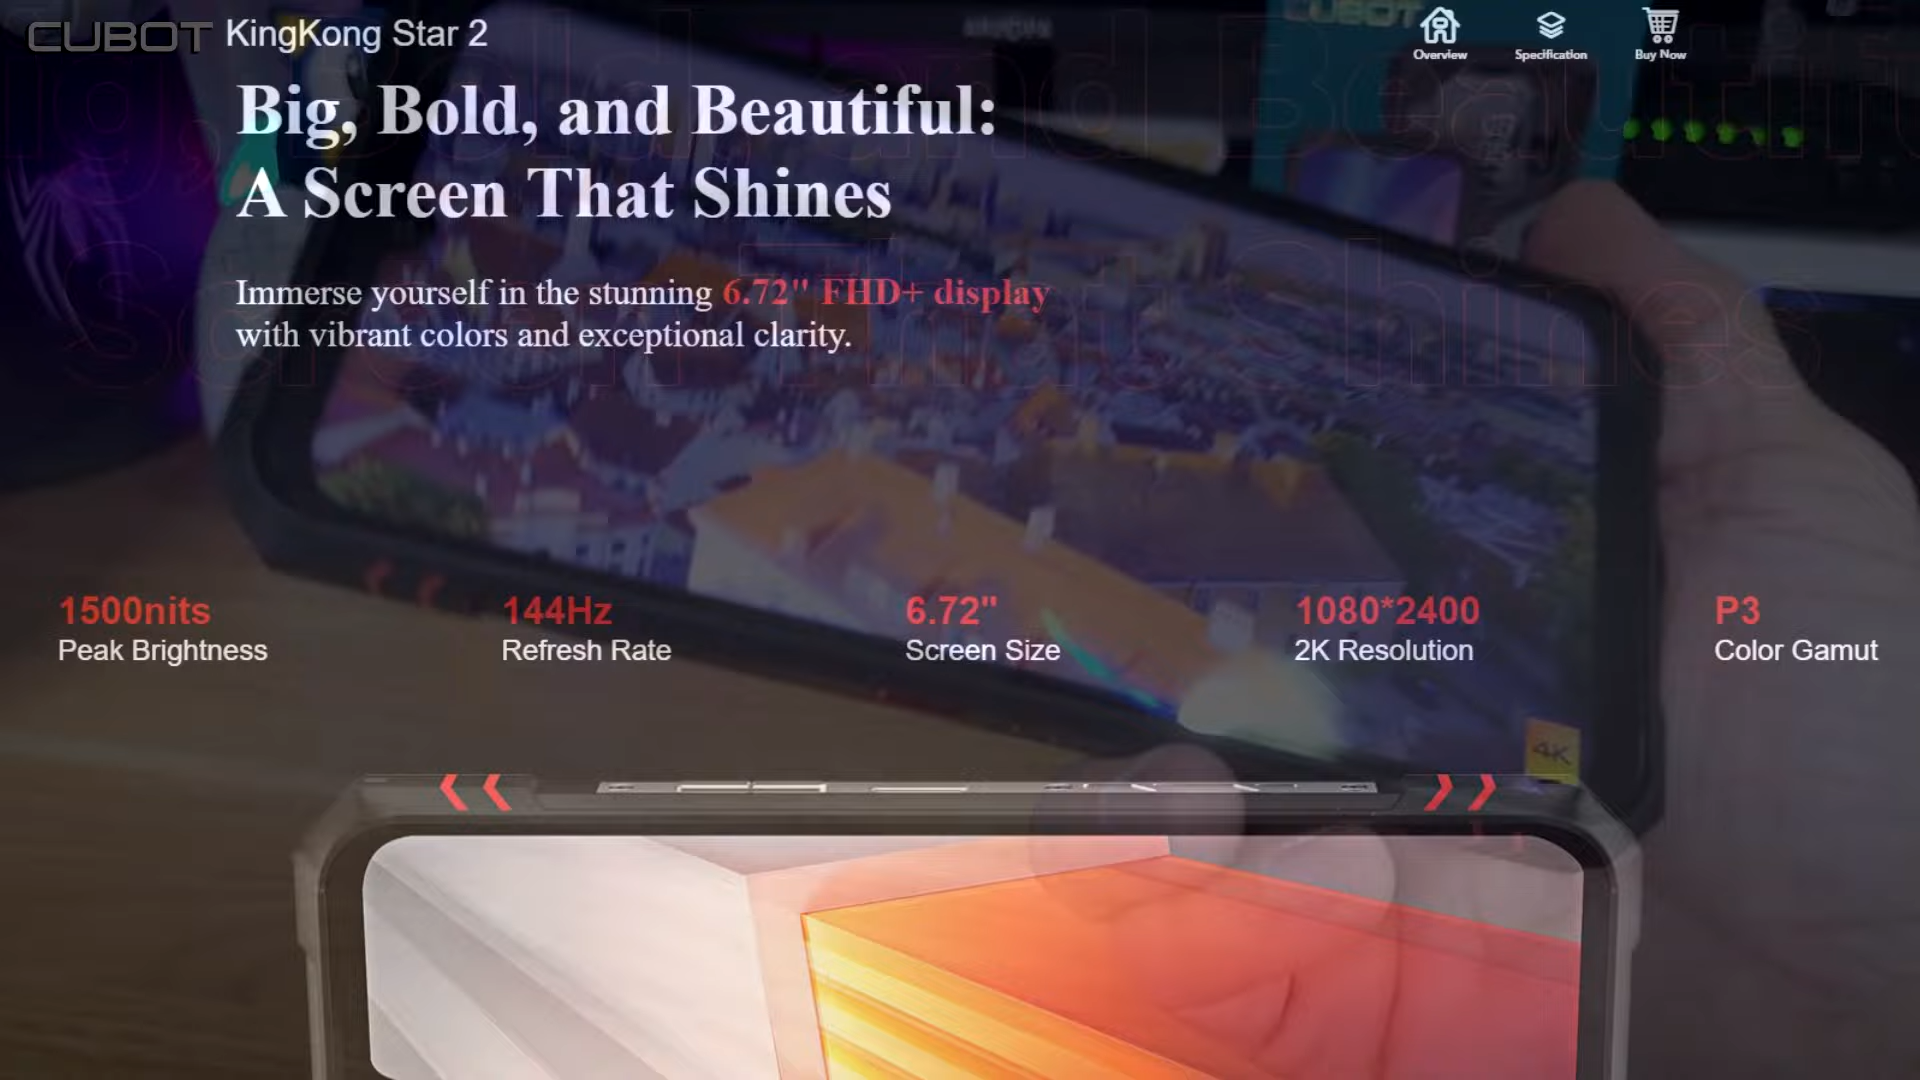 CUBOT KingKong Star 2
Overview
Specification
Buy Now
CUBOT
Big, Bold, and Beautiful:
A Screen That Shines
Immerse yourself in the stunning 6.72" FHD+ display
with vibrant colors and exceptional clarity.
1500nits
Peak Brightness
144Hz
Refresh Rate
6.72"
Screen Size
1080*2400
2K Resolution
P3
Color Gamut
4K